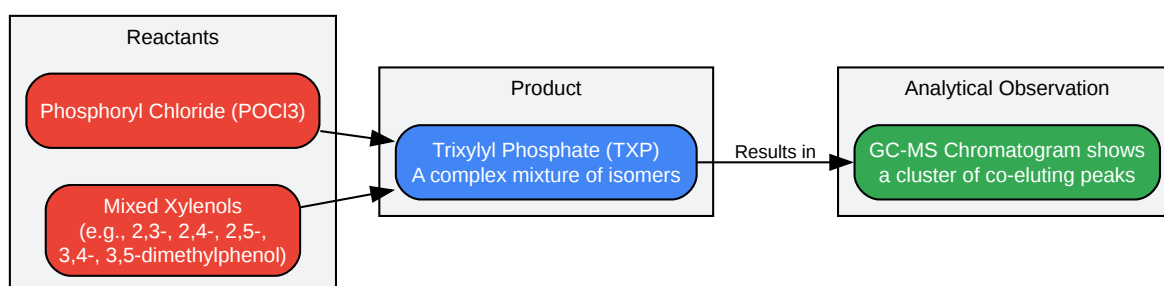 Reactants
Phosphoryl Chloride (POCl3)
Mixed Xylenols
(e.g., 2,3-, 2,4-, 2,5-,
3,4-, 3,5-dimethylphenol)
Product
Trixylyl Phosphate (TXP)
A complex mixture of isomers
Results in
Analytical Observation
GC-MS Chromatogram shows
a cluster of co-eluting peaks